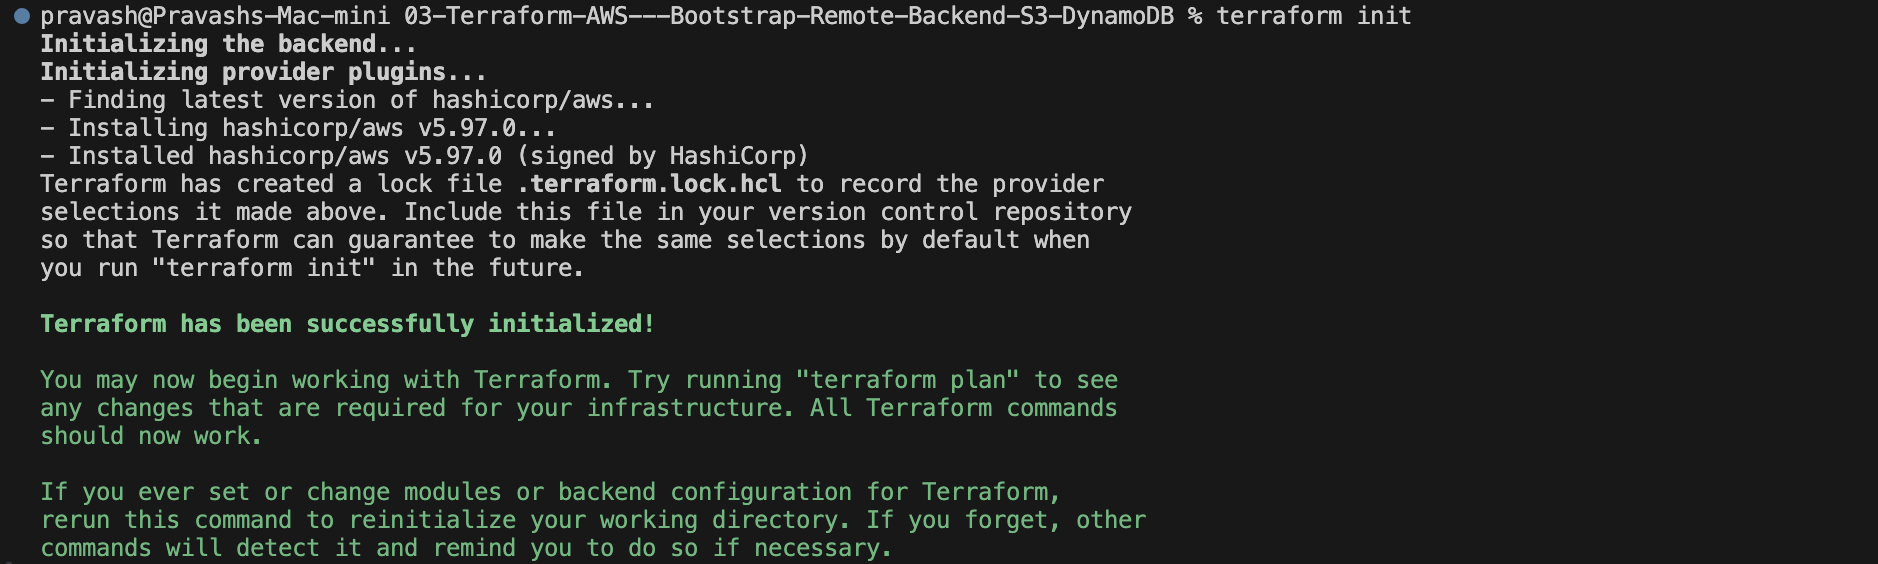 pravash@Pravashs-Mac-mini 03-Terraform-AWS---Bootstrap-Remote-Backend-S3-DynamoDB % terraform init
Initializing the backend...
Initializing provider plugins...
- Finding latest version of hashicorp/aws...
- Installing hashicorp/aws v5.97.0...
- Installed hashicorp/aws v5.97.0 (signed by HashiCorp)
Terraform has created a lock file .terraform.lock.hcl to record the provider
selections it made above. Include this file in your version control repository
so that Terraform can guarantee to make the same selections by default when
you run "terraform init" in the future.
Terraform has been successfully initialized!
You may now begin working with Terraform. Try running "terraform plan" to see
any changes that are required for your infrastructure. All Terraform commands
should now work.
If you ever set or change modules or backend configuration for Terraform,
rerun this command to reinitialize your working directory. If you forget, other
commands will detect it and remind you to do so if necessary.